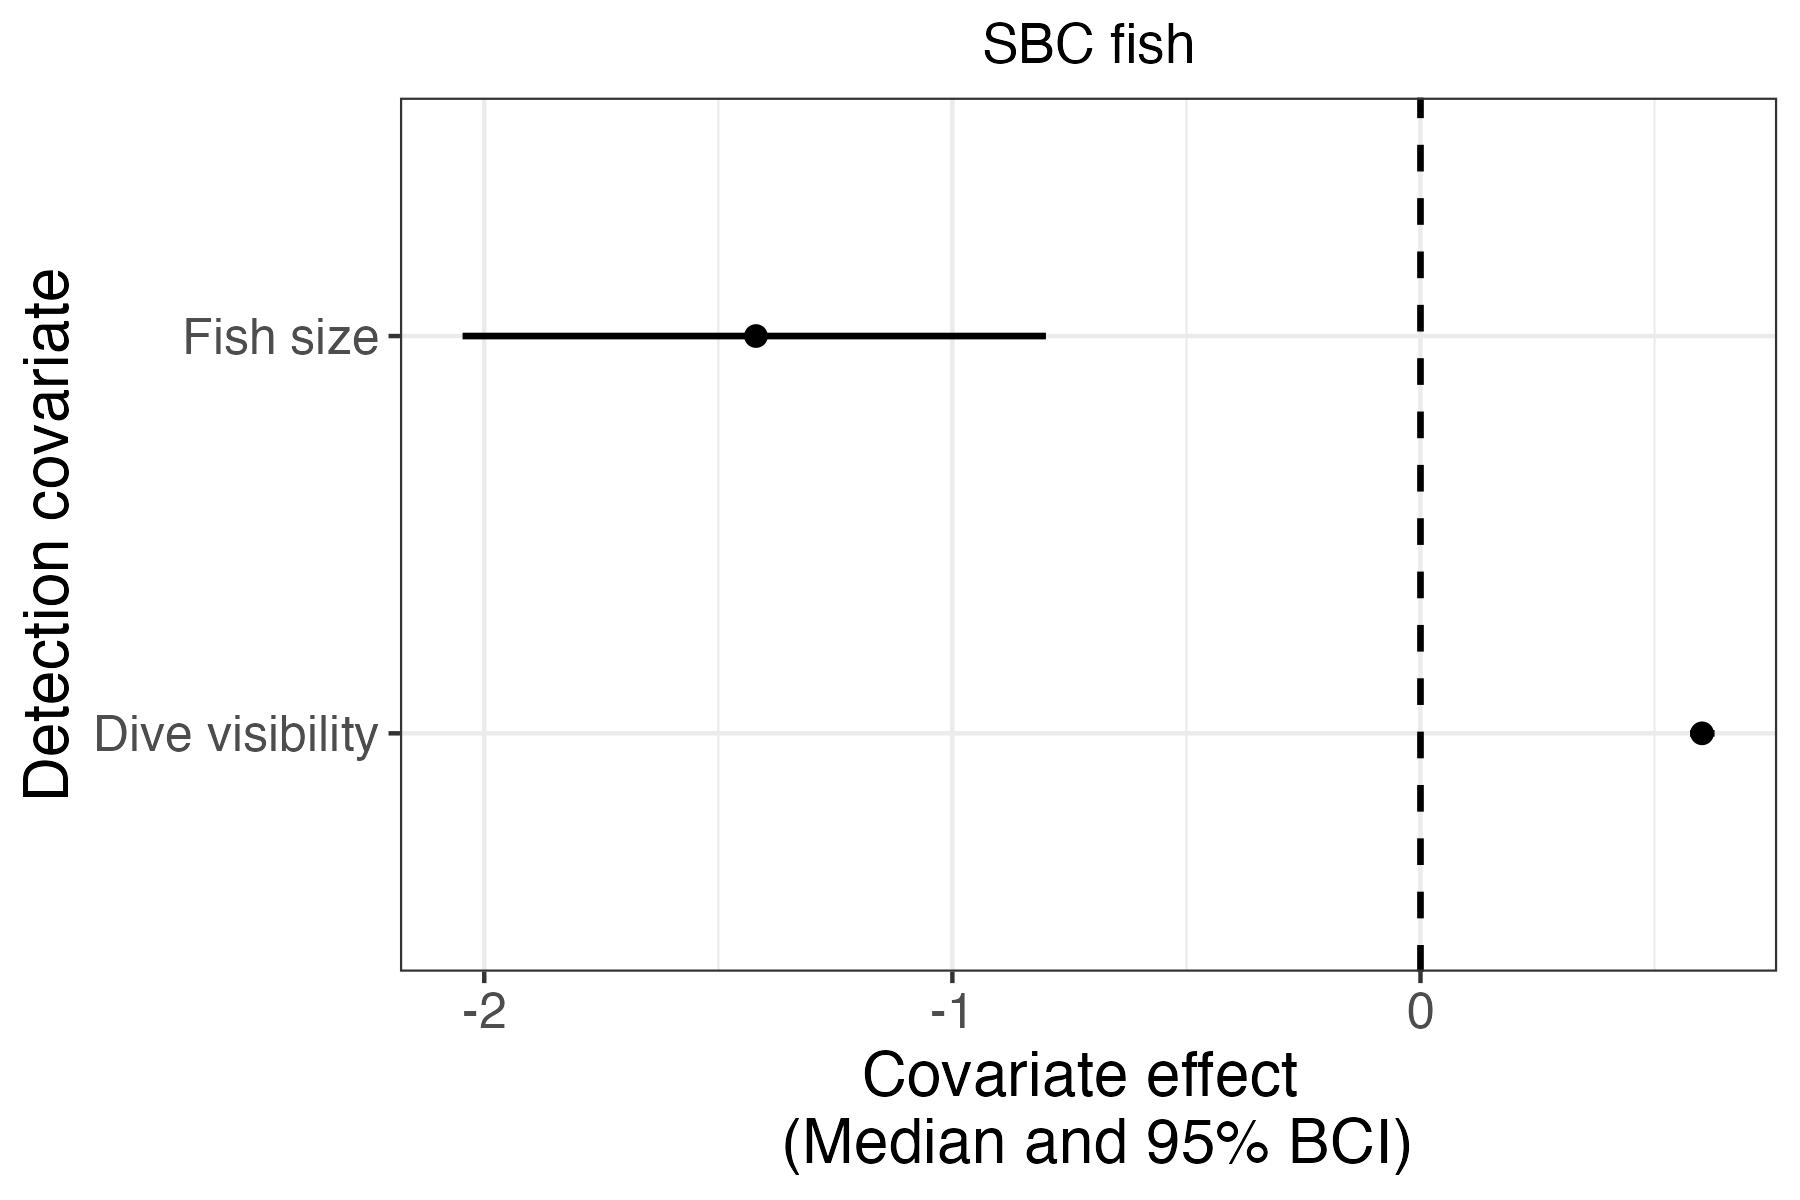 SBC fish
Detection covariate
Fish size
Dive visibility
-2 -1 0
Covariate effect
(Median and 95% BCI)